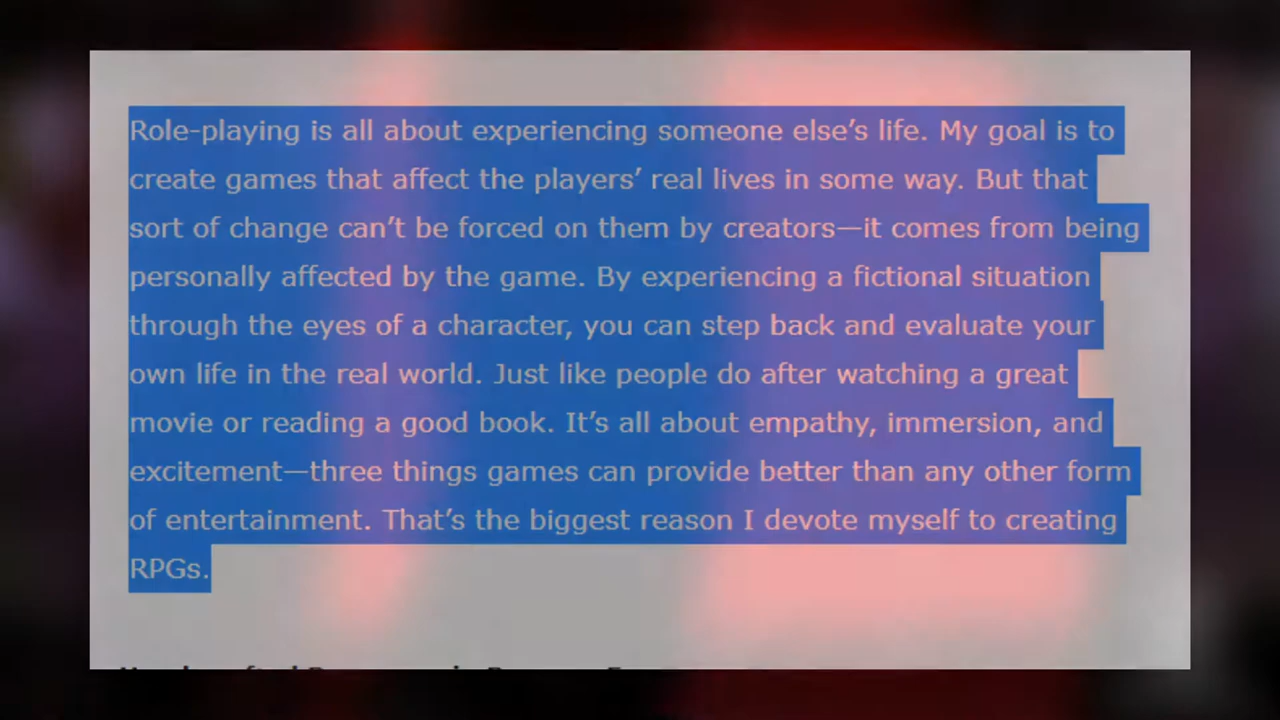 Role-playing is all about experiencing someone else’s life. My goal is to
create games that affect the players’ real lives in some way. But that
sort of change can’t be forced on them by creators—it comes from being
personally affected by the game. By experiencing a fictional situation
through the eyes of a character, you can step back and evaluate your
own life in the real world. Just like people do after watching a great
movie or reading a good book. It’s all about empathy, immersion, and
excitement—three things games can provide better than any other form
of entertainment. That’s the biggest reason I devote myself to creating
RPGs.